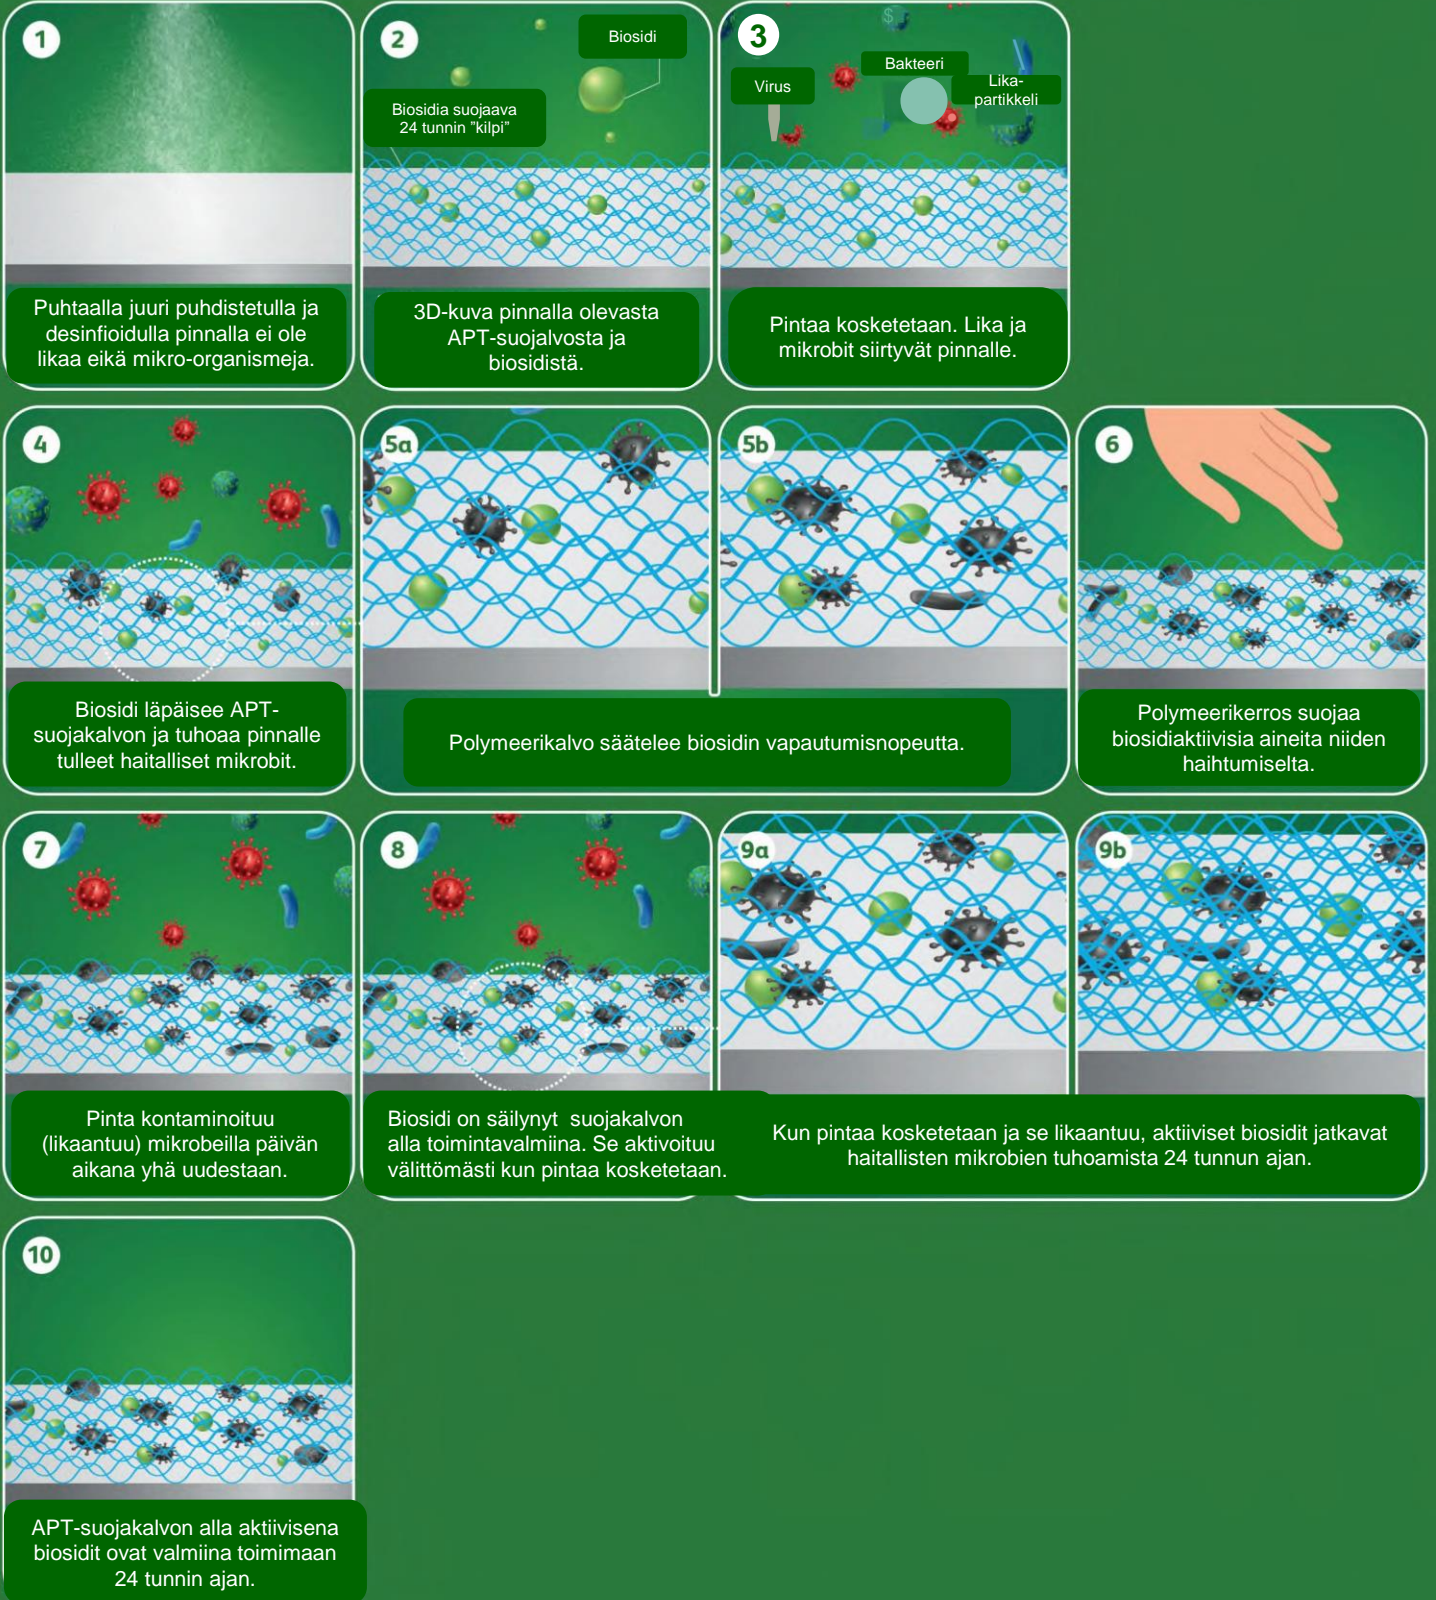 1
Puhtaalla juuri puhdistetulla ja
desinfioidulla pinnalla ei ole
likaa eikä mikro-organismeja.
2
Biosidi
Biosidia suojaava
24 tunnin ”kilpi”
3D-kuva pinnalla olevasta
APT-suojalvosta ja
biosidistä.
3
Virus
Bakteeri
Lika-
partikkeli
Pintaa kosketetaan. Lika ja
mikrobit siirtyvät pinnalle.
4
Biosidi läpäisee APT-
suojakalvon ja tuhoaa pinnalle
tulleet haitalliset mikrobit.
5a
5b
Polymeerikalvo säätelee biosidin vapautumisnopeutta.
6
Polymeerikerros suojaa
biosidiaktiivisia aineita niiden
haihtumiselta.
7
Pinta kontaminoituu
(likaantuu) mikrobeilla päivän
aikana yhä uudestaan.
8
Biosidi on säilynyt  suojakalvon
alla toimintavalmiina. Se aktivoituu
välittömästi kun pintaa kosketetaan.
9a
9b
Kun pintaa kosketetaan ja se likaantuu, aktiiviset biosidit jatkavat
haitallisten mikrobien tuhoamista 24 tunnun ajan.
10
APT-suojakalvon alla aktiivisena
biosidit ovat valmiina toimimaan
24 tunnin ajan.